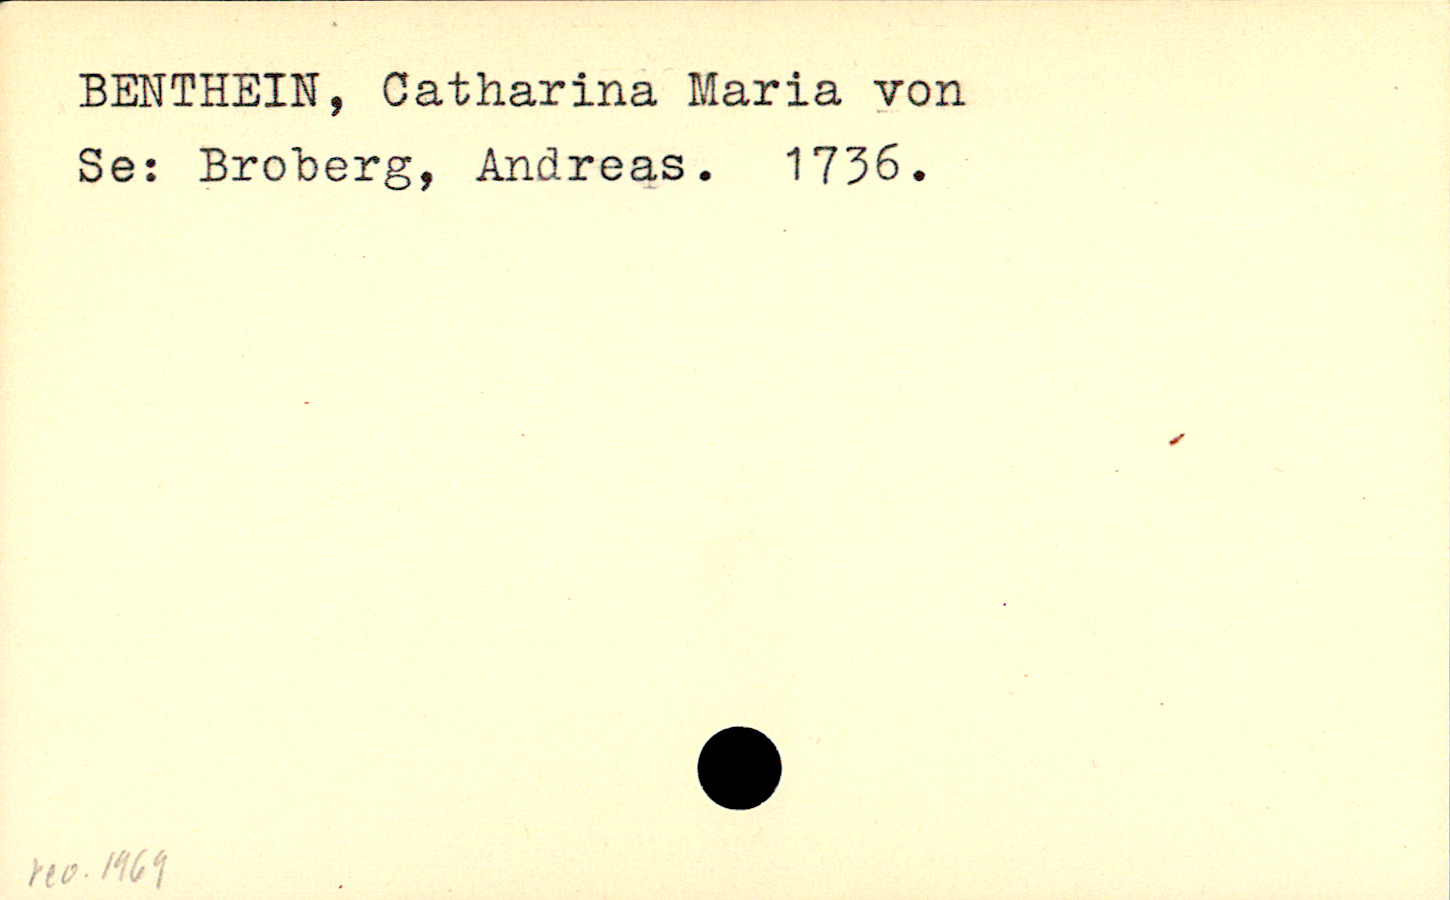 BENTHEIN, Catharina Maria von
Se: Broberg, Andreas. 1736.
rev. 1969